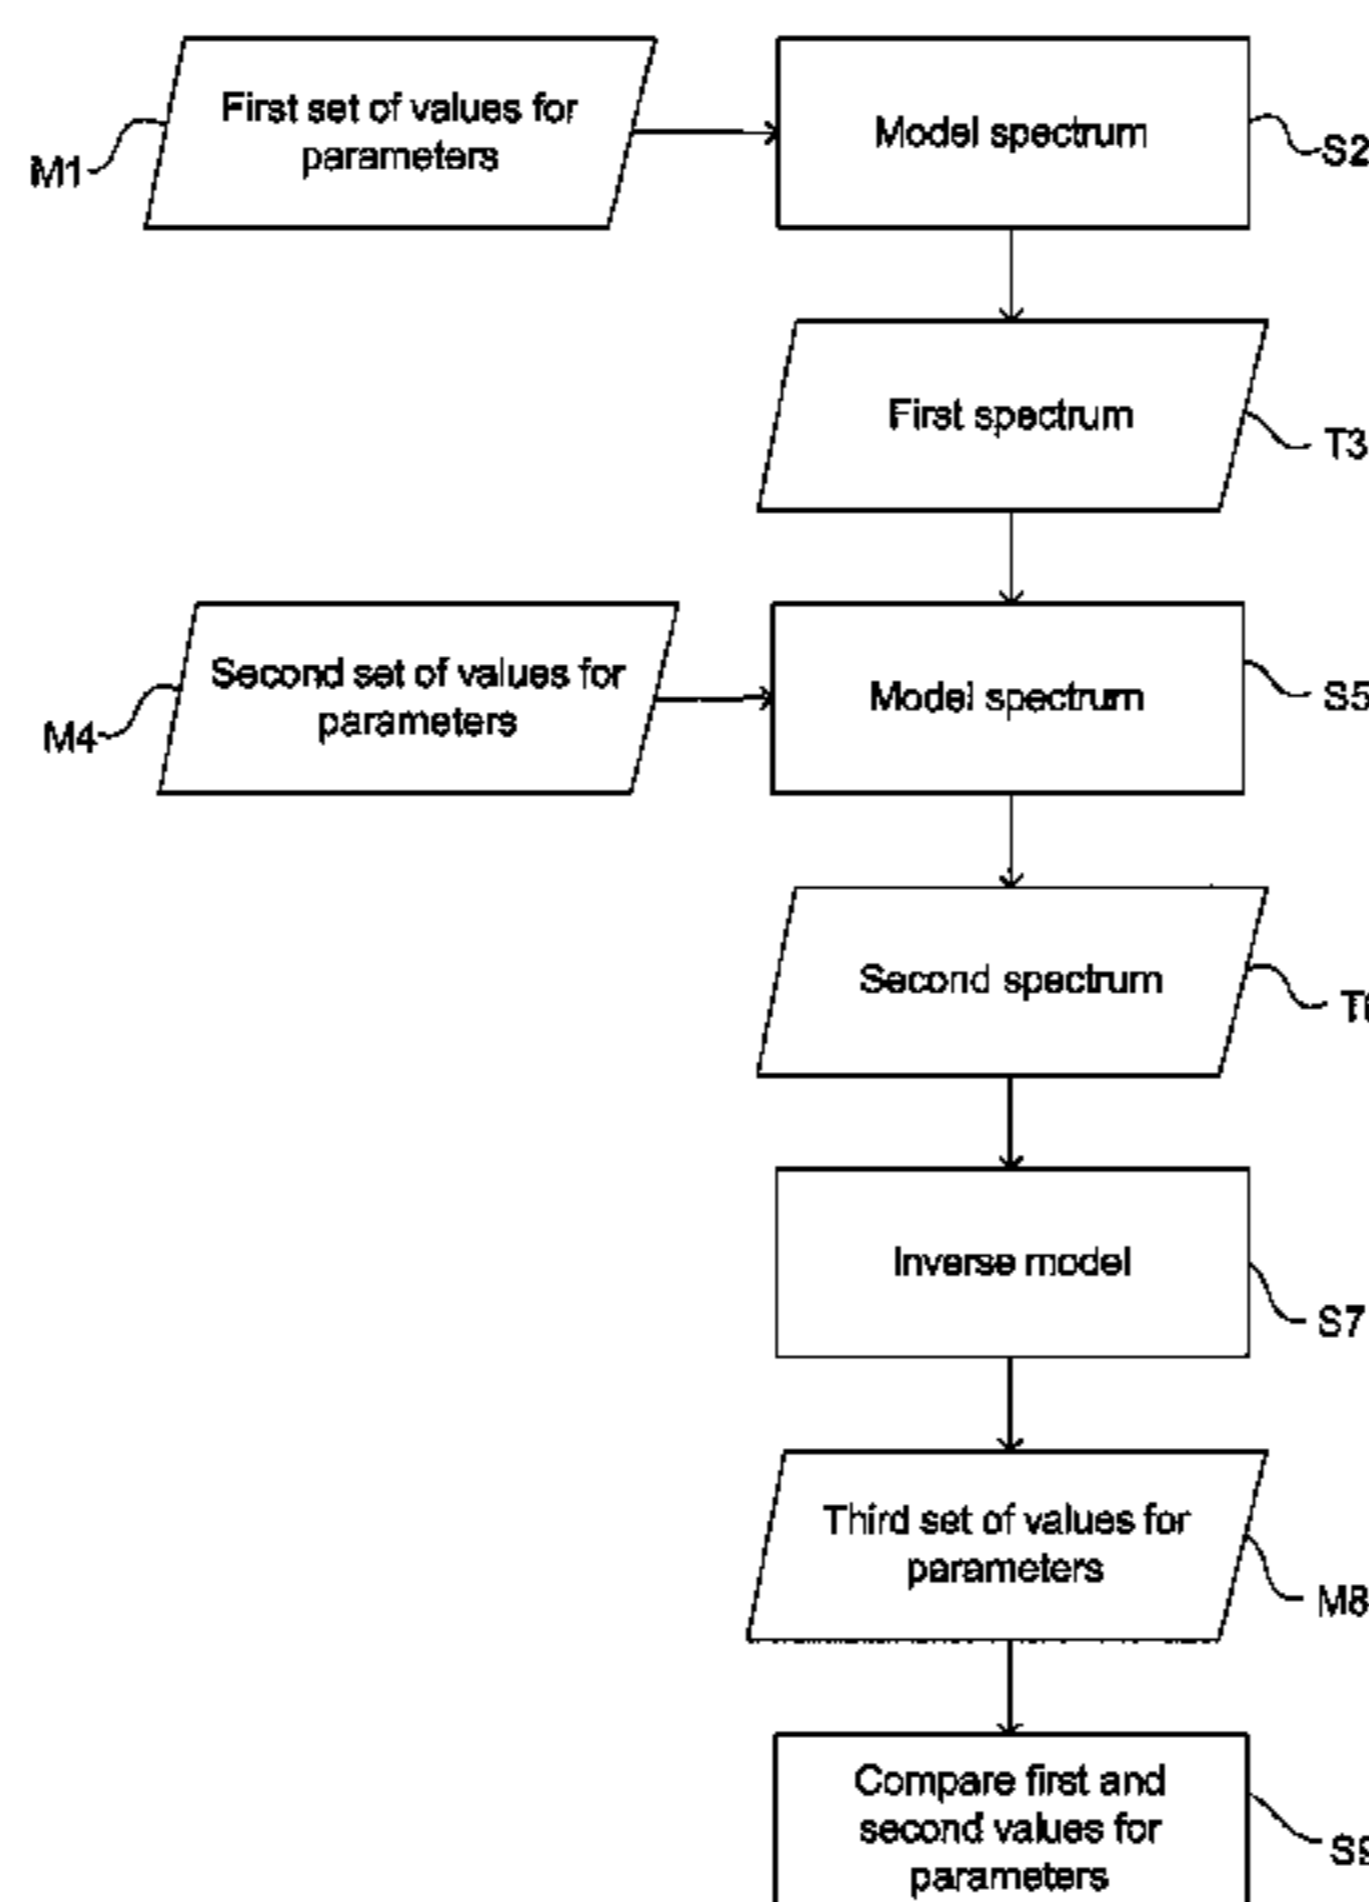 First set of values for
parameters
M1
Model spectrum
S2
First spectrum
T3
Second set of values for
parameters
M4
Model spectrum
S5
Second spectrum
Inverse model
S7
Third set of values for
parameters
M8
Compare first and
second values for
parameters